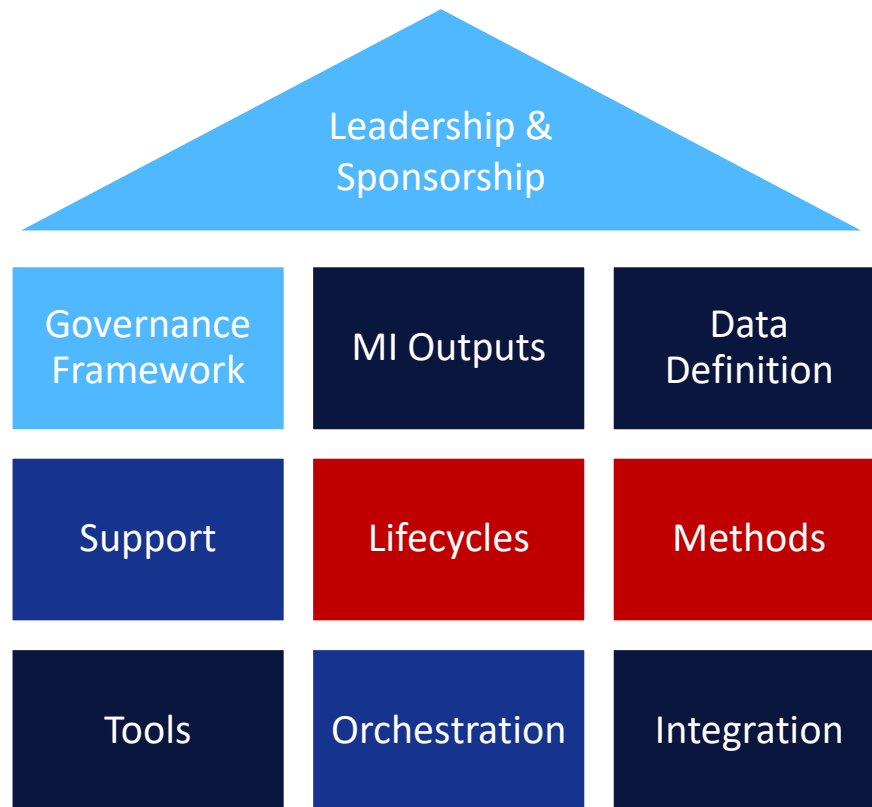 Leadership &
Sponsorship
Governance
Framework
MI Outputs
Data
Definition
Support
Lifecycles
Methods
Tools
Orchestration
Integration